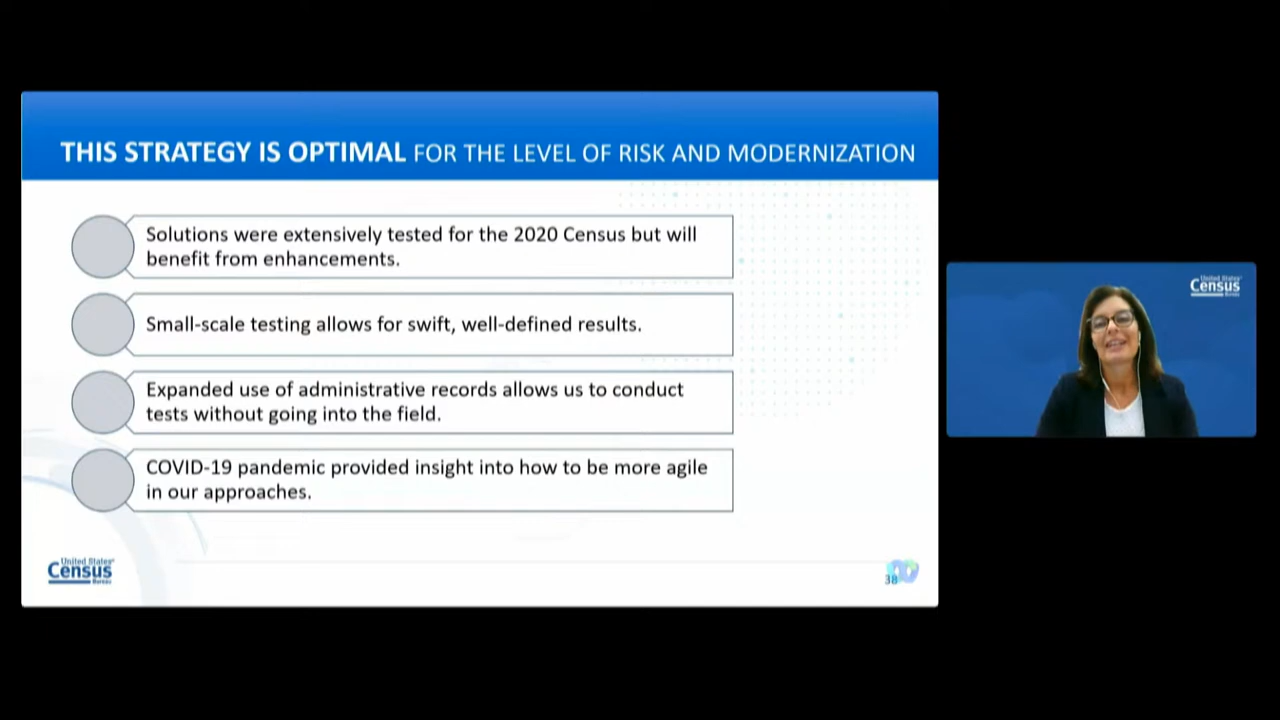 THIS STRATEGY IS OPTIMAL FOR THE LEVEL OF RISK AND MODERNIZATION
Solutions were extensively tested for the 2020 Census but will
benefit from enhancements.
Small-scale testing allows for swift, well-defined results.
Expanded use of administrative records allows us to conduct
tests without going into the field.
COVID-19 pandemic provided insight into how to be more agile
in our approaches.
United States®
Census
Bureau
38
United States®
Census
Bureau